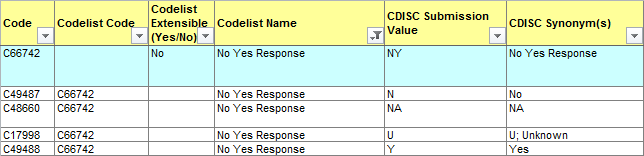 Code Codelist Code Codelist Extensible (Yes/No) Codelist Name CDISC Submission Value CDISC Synonym(s)
C66742 No No Yes Response NY No Yes Response
C49487 C66742 No Yes Response N No
C48660 C66742 No Yes Response NA NA
C17998 C66742 No Yes Response U U; Unknown
C49488 C66742 No Yes Response Y Yes